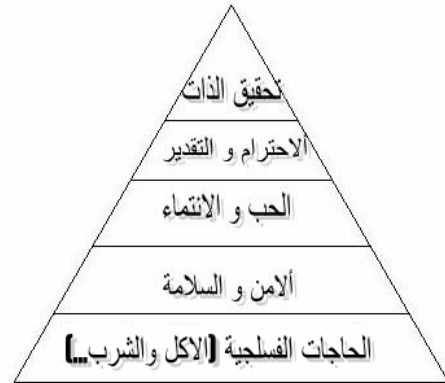 تحقيق الذات
الاحترام و التقدير
الحب و الانتماء
ألامن و السلامة
الحاجات الفسلجية (الاكل والشرب...)